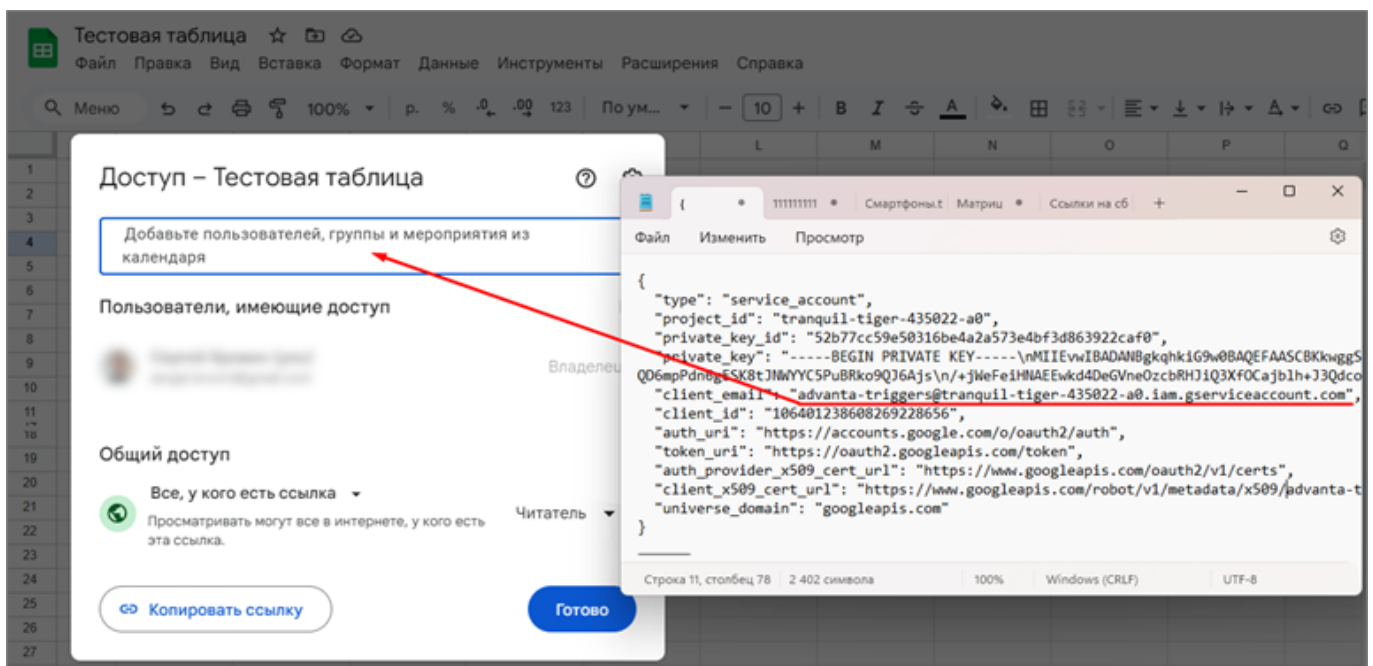 Тестовая таблица
Файл Правка Вид Вставка Формат Данные Инструменты Расширения Справка
Меню 100% р. % .0 .00 123 По ум... − 10 + B I A
L M N O P Q
1
2
3
4
5
6
7
8
9
10
11
18
19
20
21
22
23
24
25
26
27
Доступ – Тестовая таблица
Добавьте пользователей, группы и мероприятия из
календаря
Пользователи, имеющие доступ
Владелец
Общий доступ
Все, у кого есть ссылка
Читатель
Просматривать могут все в интернете, у кого есть
эта ссылка.
Копировать ссылку
Готово
{ 111111111 Смартфоны.t Матриц Ссылки на сб +
Файл Изменить Просмотр
{
"type": "service_account",
"project_id": "tranquil-tiger-435022-a0",
"private_key_id": "52b77cc59e50316be4a2a573e4bf3d863922caf0",
"private_key": "-----BEGIN PRIVATE KEY-----\nMIIEvwIBADANBgkqhkiG9w0BAQEFAASCBKkwggS
"client_email": "advanta-triggers@tranquil-tiger-435022-a0.iam.gserviceaccount.com",
"client_id": "106401238608269228656",
"auth_uri": "https://accounts.google.com/o/oauth2/auth",
"token_uri": "https://oauth2.googleapis.com/token",
"auth_provider_x509_cert_url": "https://www.googleapis.com/oauth2/v1/certs",
"client_x509_cert_url": "https://www.googleapis.com/robot/v1/metadata/x509/advanta-t
"universe_domain": "googleapis.com"
}
Строка 11, столбец 78 2 402 символа 100% Windows (CRLF) UTF-8